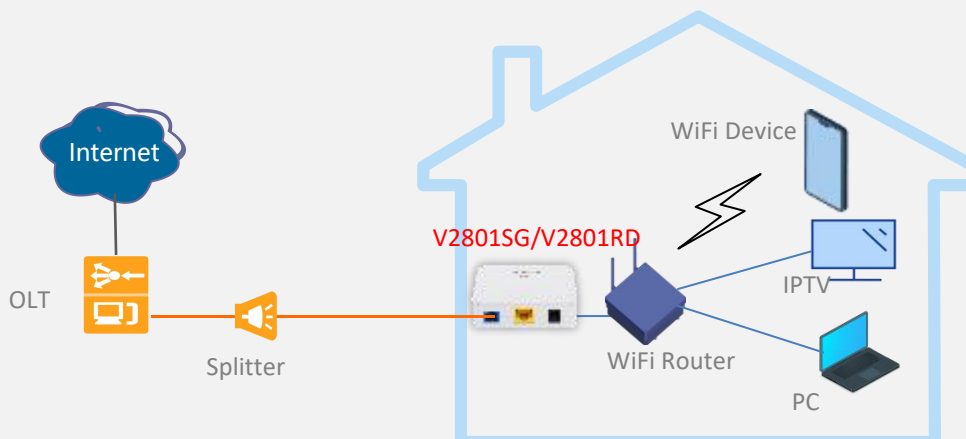 WiFi Device
Internet
V2801SG/V2801RD
IPTV
OLT
Splitter
WiFi Router
PC